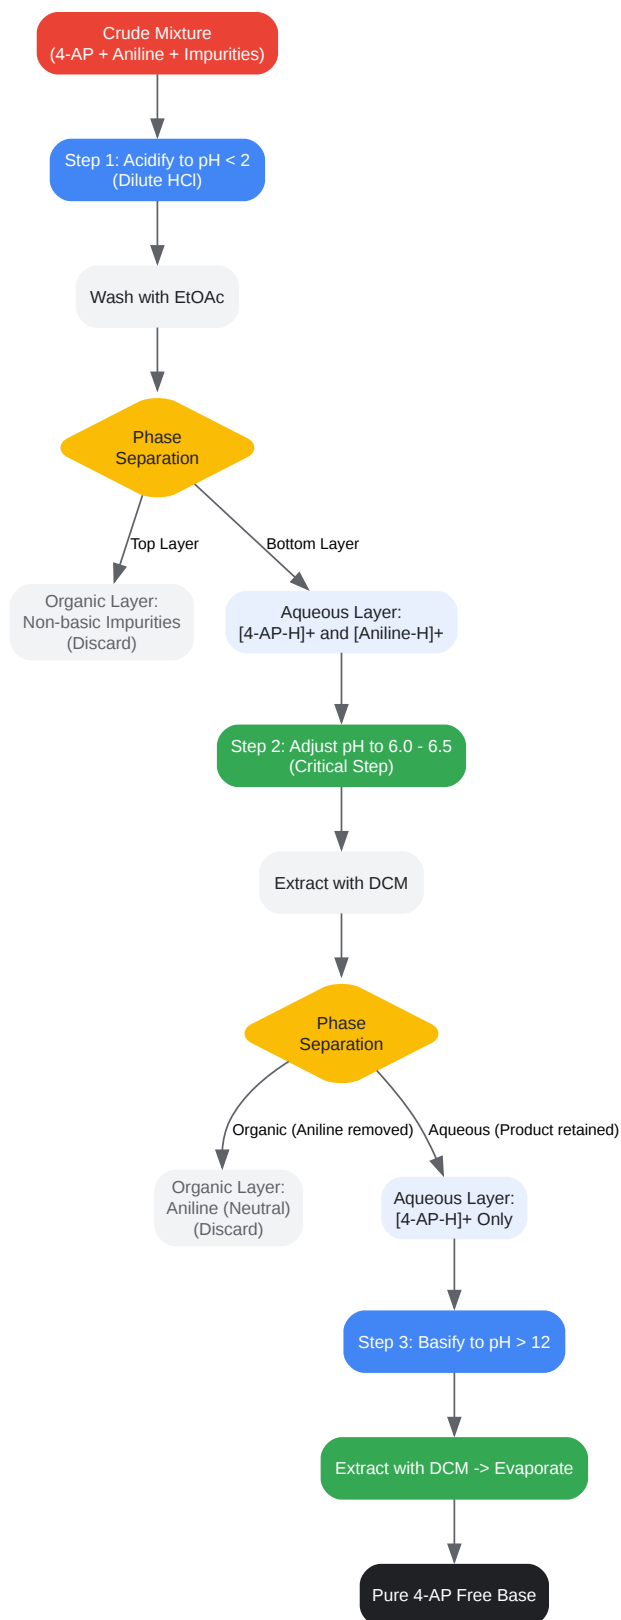 Crude Mixture
(4-AP + Aniline + Impurities)
Step 1: Acidify to pH < 2
(Dilute HCl)
Wash with EtOAc
Phase
Separation
Top Layer
Bottom Layer
Organic Layer:
Non-basic Impurities
(Discard)
Aqueous Layer:
[4-AP-H]+ and [Aniline-H]+
Step 2: Adjust pH to 6.0 - 6.5
(Critical Step)
Extract with DCM
Phase
Separation
Organic (Aniline removed)
Aqueous (Product retained)
Organic Layer:
Aniline (Neutral)
(Discard)
Aqueous Layer:
[4-AP-H]+ Only
Step 3: Basify to pH > 12
Extract with DCM -> Evaporate
Pure 4-AP Free Base